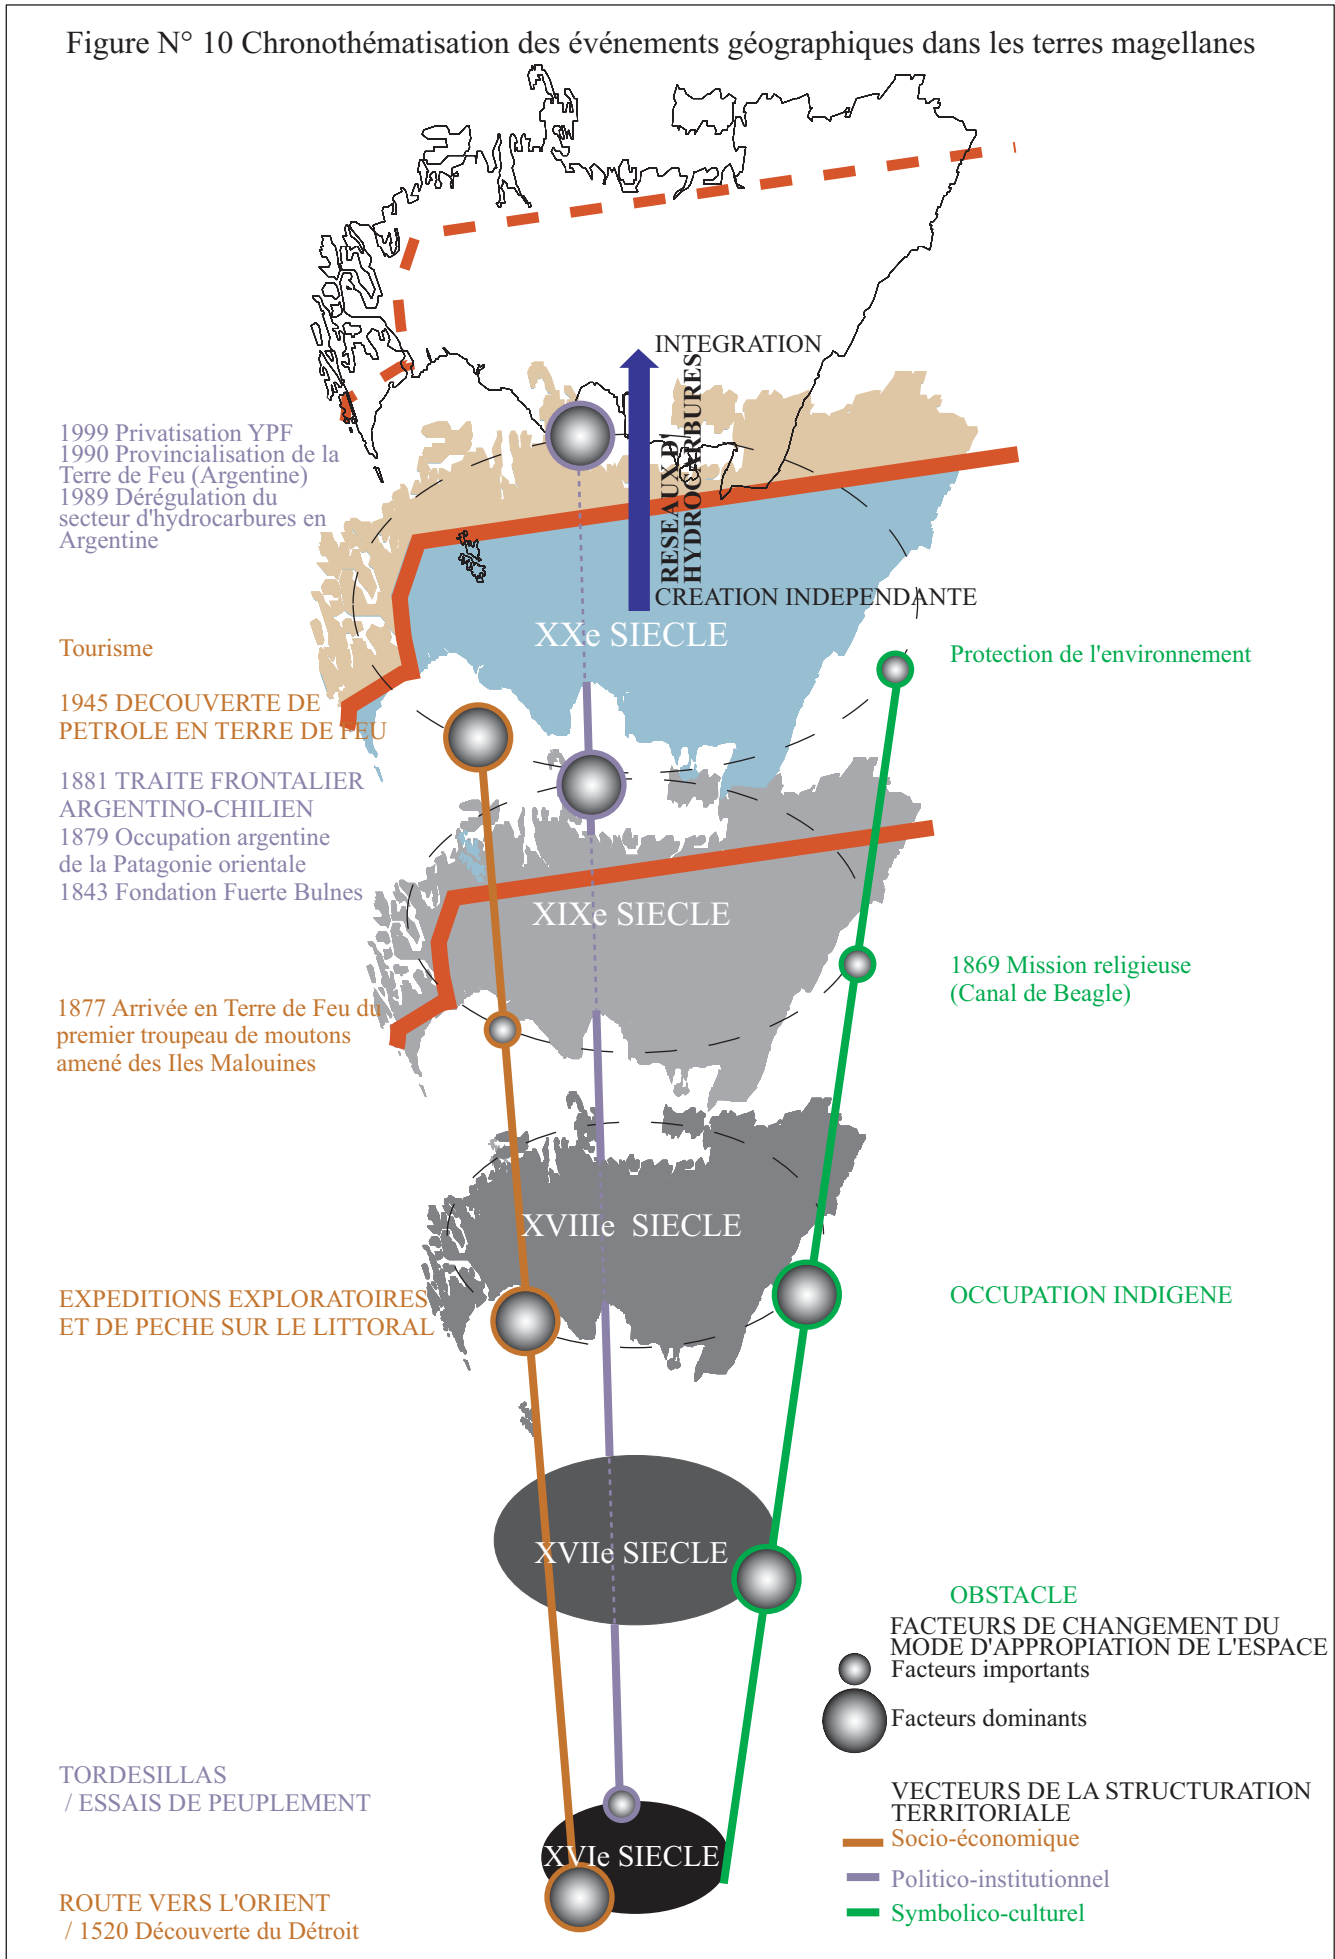 Figure N° 10 Chronothématisation des événements géographiques dans les terres magellanes
INTEGRATION
RESEAUX D'
HYDROCARBURES
CREATION INDEPENDANTE
1999 Privatisation YPF
1990 Provincialisation de la
Terre de Feu (Argentine)
1989 Dérégulation du
secteur d'hydrocarbures en
Argentine
XXe SIECLE
Tourisme
Protection de l'environnement
1945 DECOUVERTE DE
PETROLE EN TERRE DE FEU
1881 TRAITE FRONTALIER
ARGENTINO-CHILIEN
1879 Occupation argentine
de la Patagonie orientale
1843 Fondation Fuerte Bulnes
XIXe SIECLE
1869 Mission religieuse
(Canal de Beagle)
1877 Arrivée en Terre de Feu du
premier troupeau de moutons
amené des Iles Malouines
XVIIIe SIECLE
EXPEDITIONS EXPLORATOIRES
ET DE PECHE SUR LE LITTORAL
OCCUPATION INDIGENE
XVIIe SIECLE
OBSTACLE
FACTEURS DE CHANGEMENT DU
MODE D'APPROPIATION DE L'ESPACE
Facteurs importants
Facteurs dominants
TORDESILLAS
/ ESSAIS DE PEUPLEMENT
XVIe SIECLE
ROUTE VERS L'ORIENT
/ 1520 Découverte du Détroit
VECTEURS DE LA STRUCTURATION
TERRITORIALE
Socio-économique
Politico-institutionnel
Symbolico-culturel